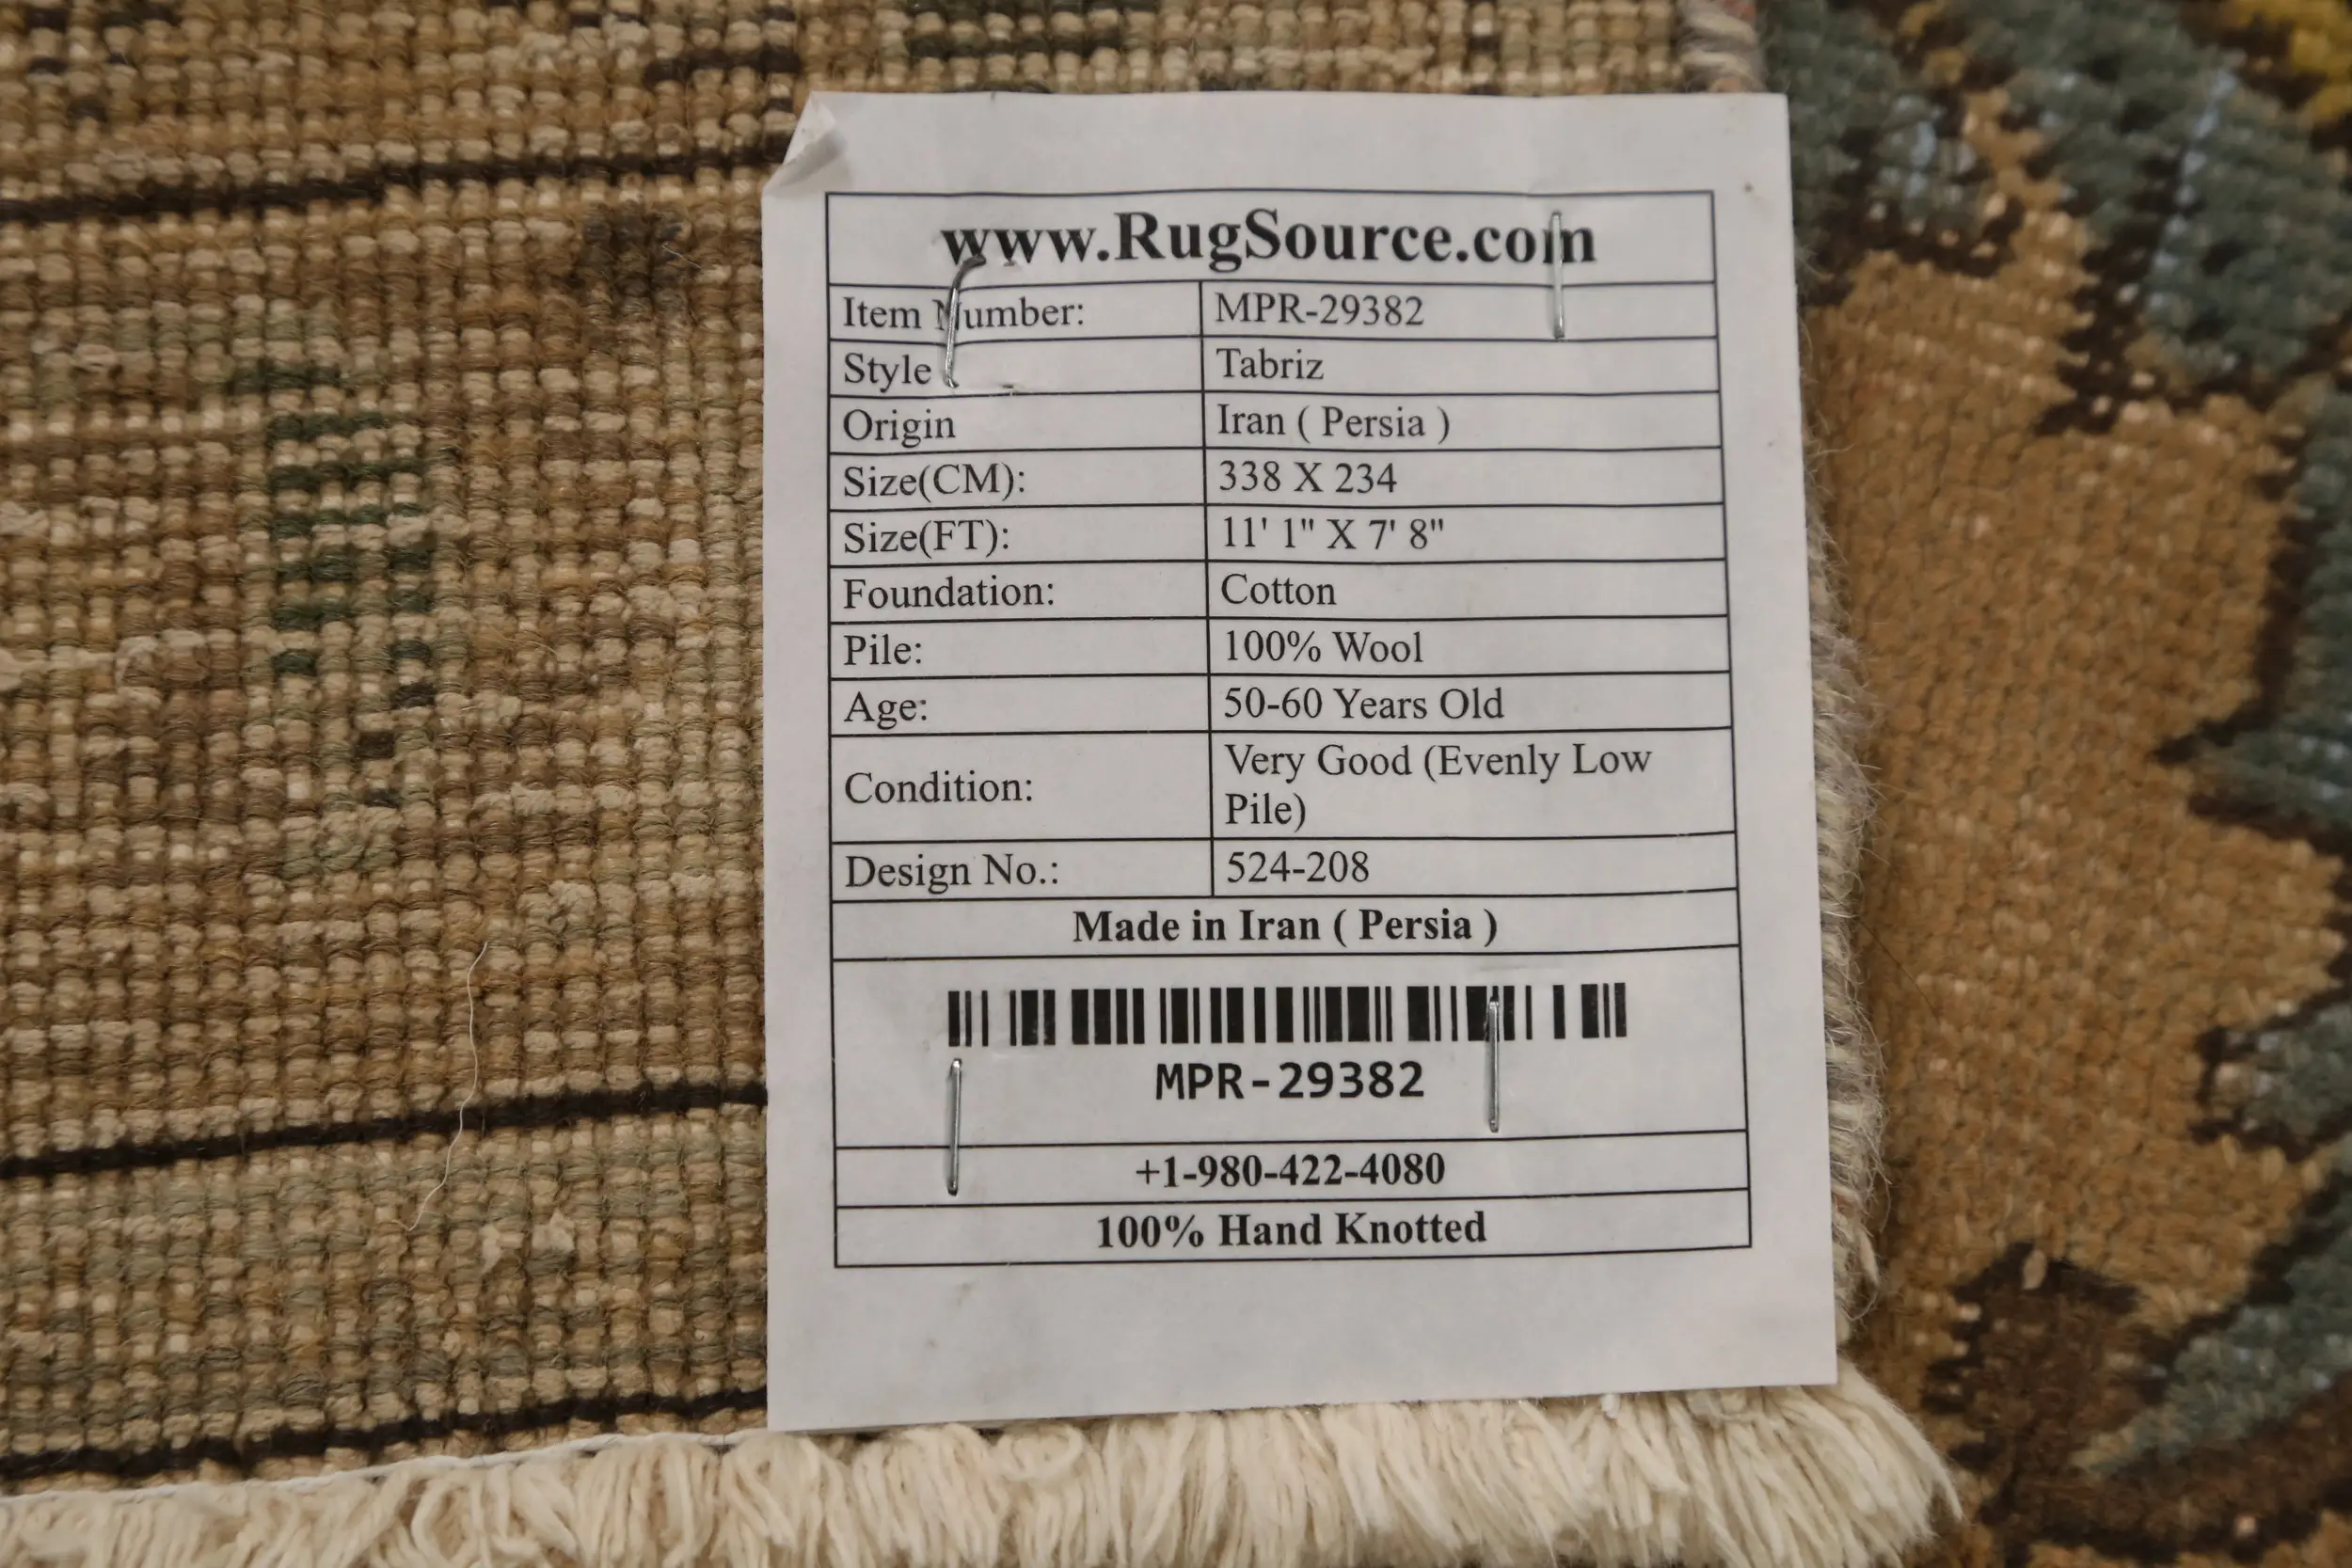 www.RugSource.com
Item Number: MPR-29382
Style Tabriz
Origin Iran ( Persia )
Size(CM): 338 X 234
Size(FT): 11' 1" X 7' 8"
Foundation: Cotton
Pile: 100% Wool
Age: 50-60 Years Old
Condition: Very Good (Evenly Low
Pile)
Design No.: 524-208
Made in Iran ( Persia )
MPR-29382
+1-980-422-4080
100% Hand Knotted